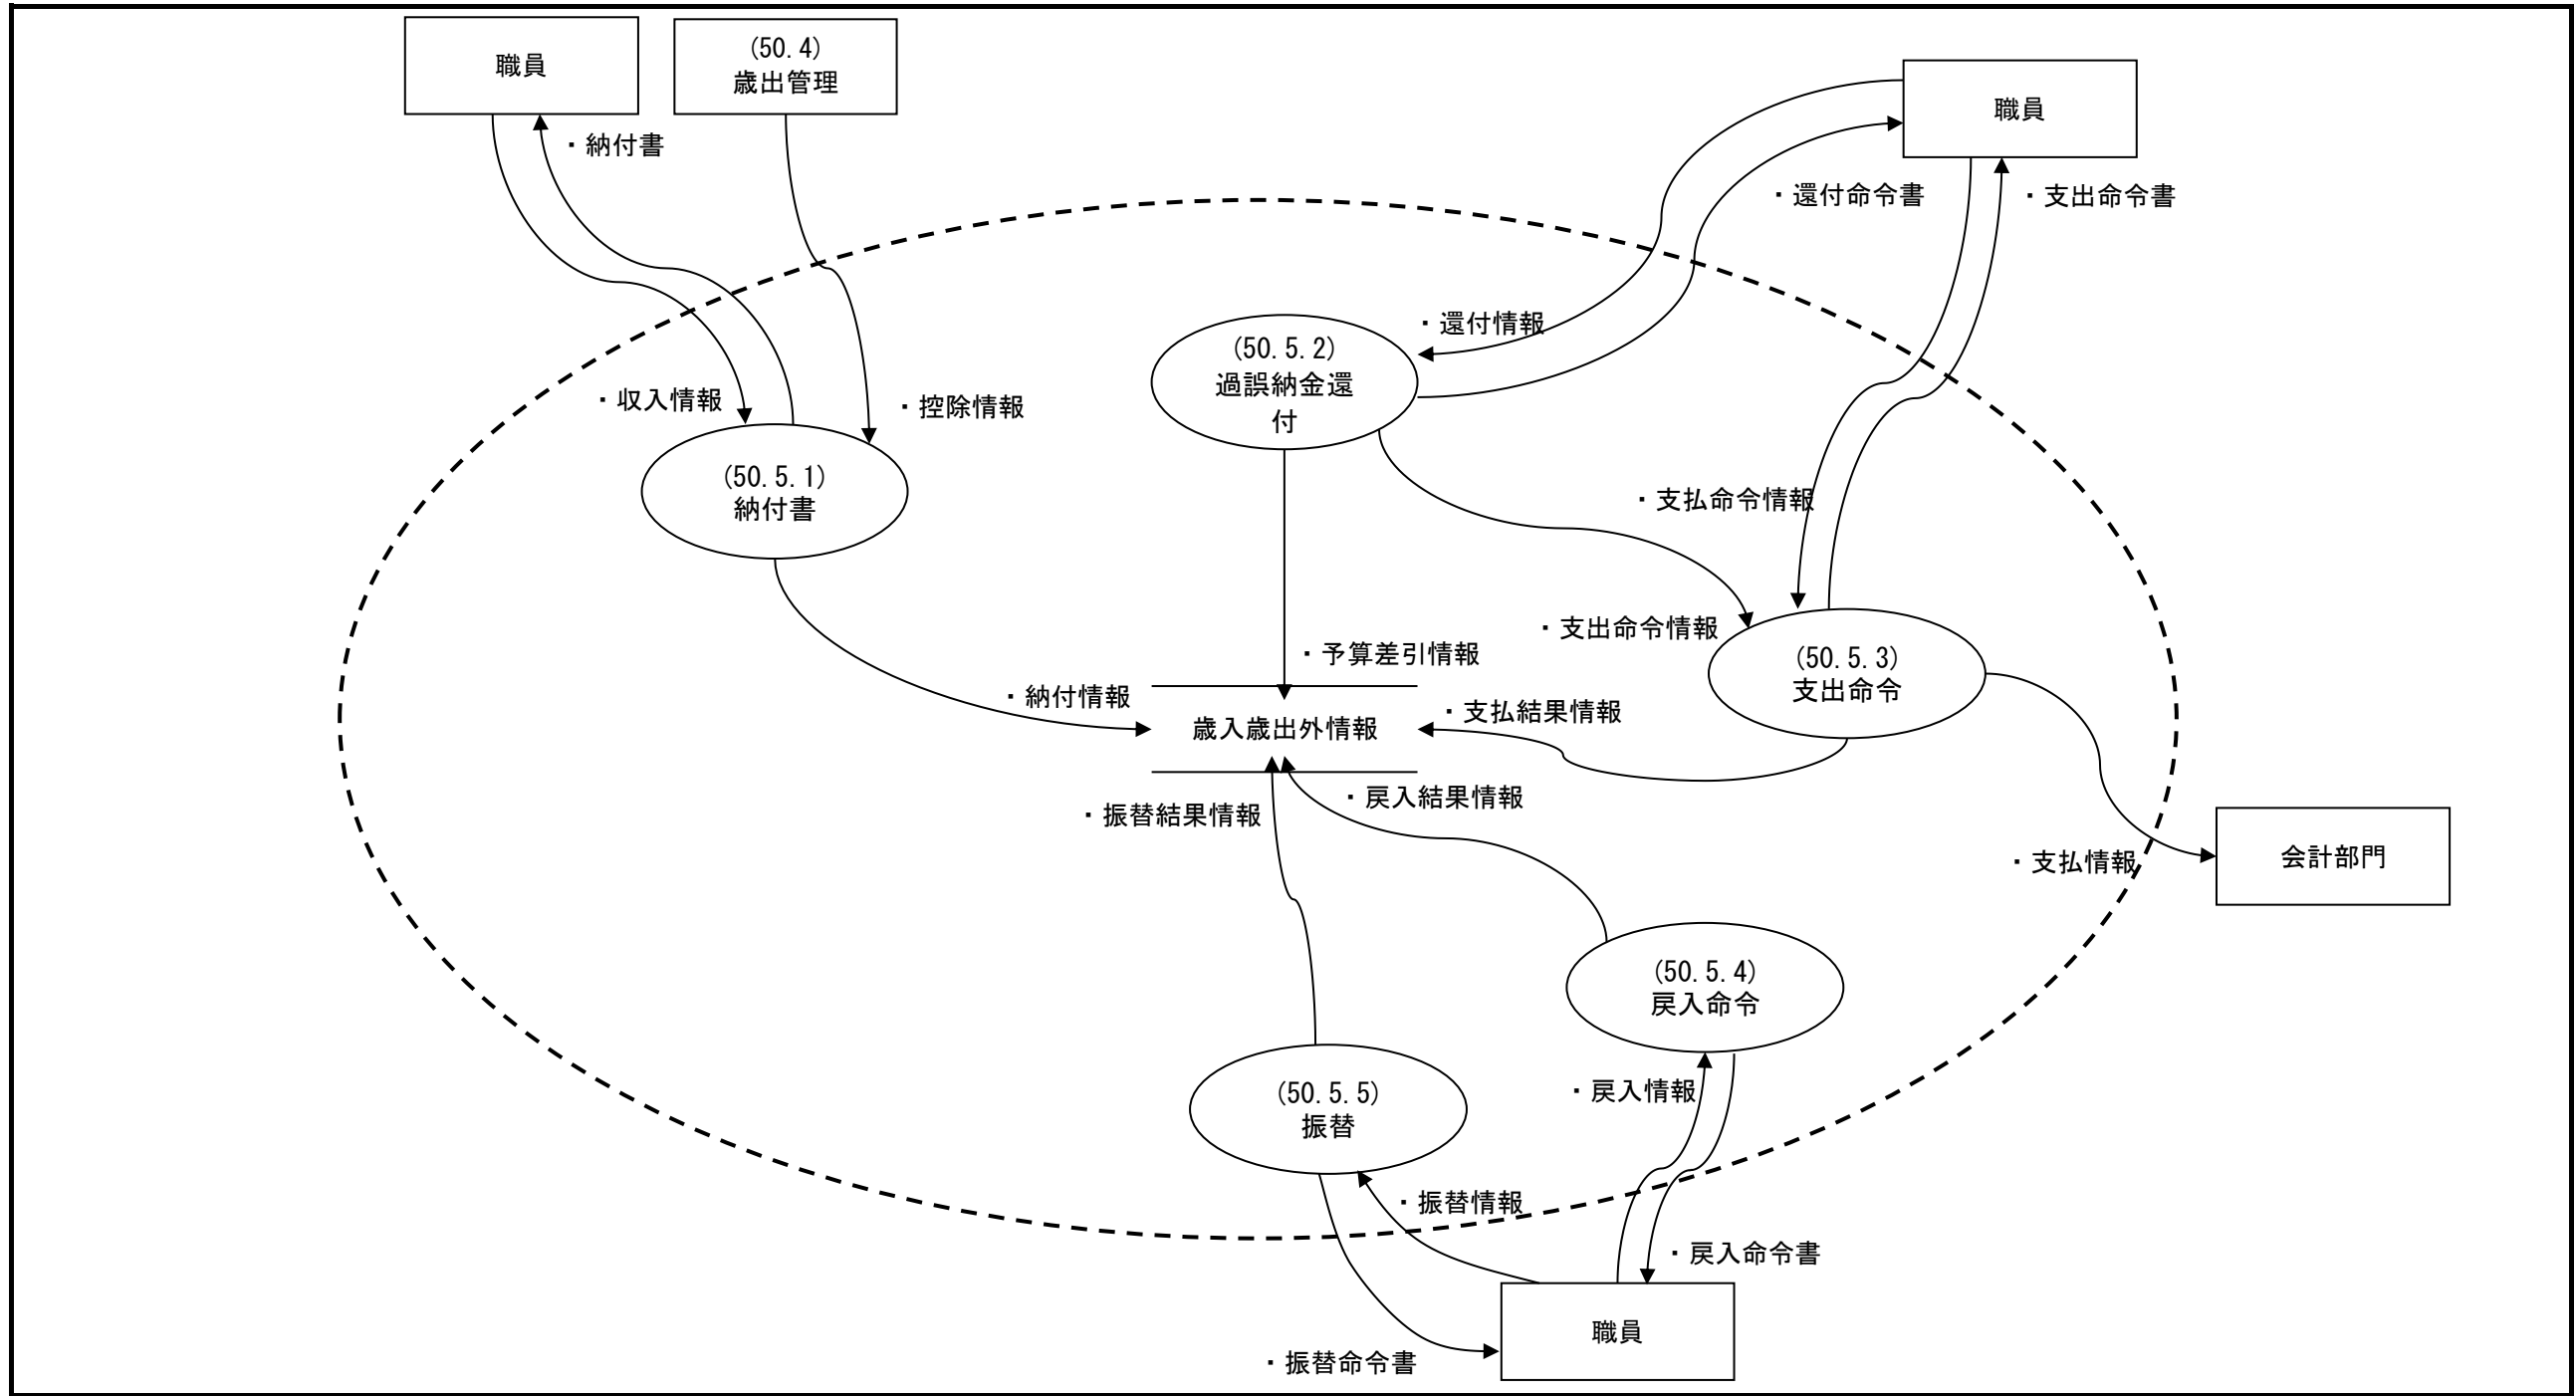 職員
(50.4)
歳出管理
職員
・納付書
・還付命令書
・支出命令書
・還付情報
(50.5.2)
過誤納金還
付
・収入情報
・控除情報
(50.5.1)
納付書
・支払命令情報
・支出命令情報
・予算差引情報
(50.5.3)
支出命令
・納付情報
・支払結果情報
歳入歳出外情報
・戻入結果情報
・振替結果情報
・支払情報
会計部門
(50.5.4)
戻入命令
・戻入情報
(50.5.5)
振替
・振替情報
・戻入命令書
職員
・振替命令書